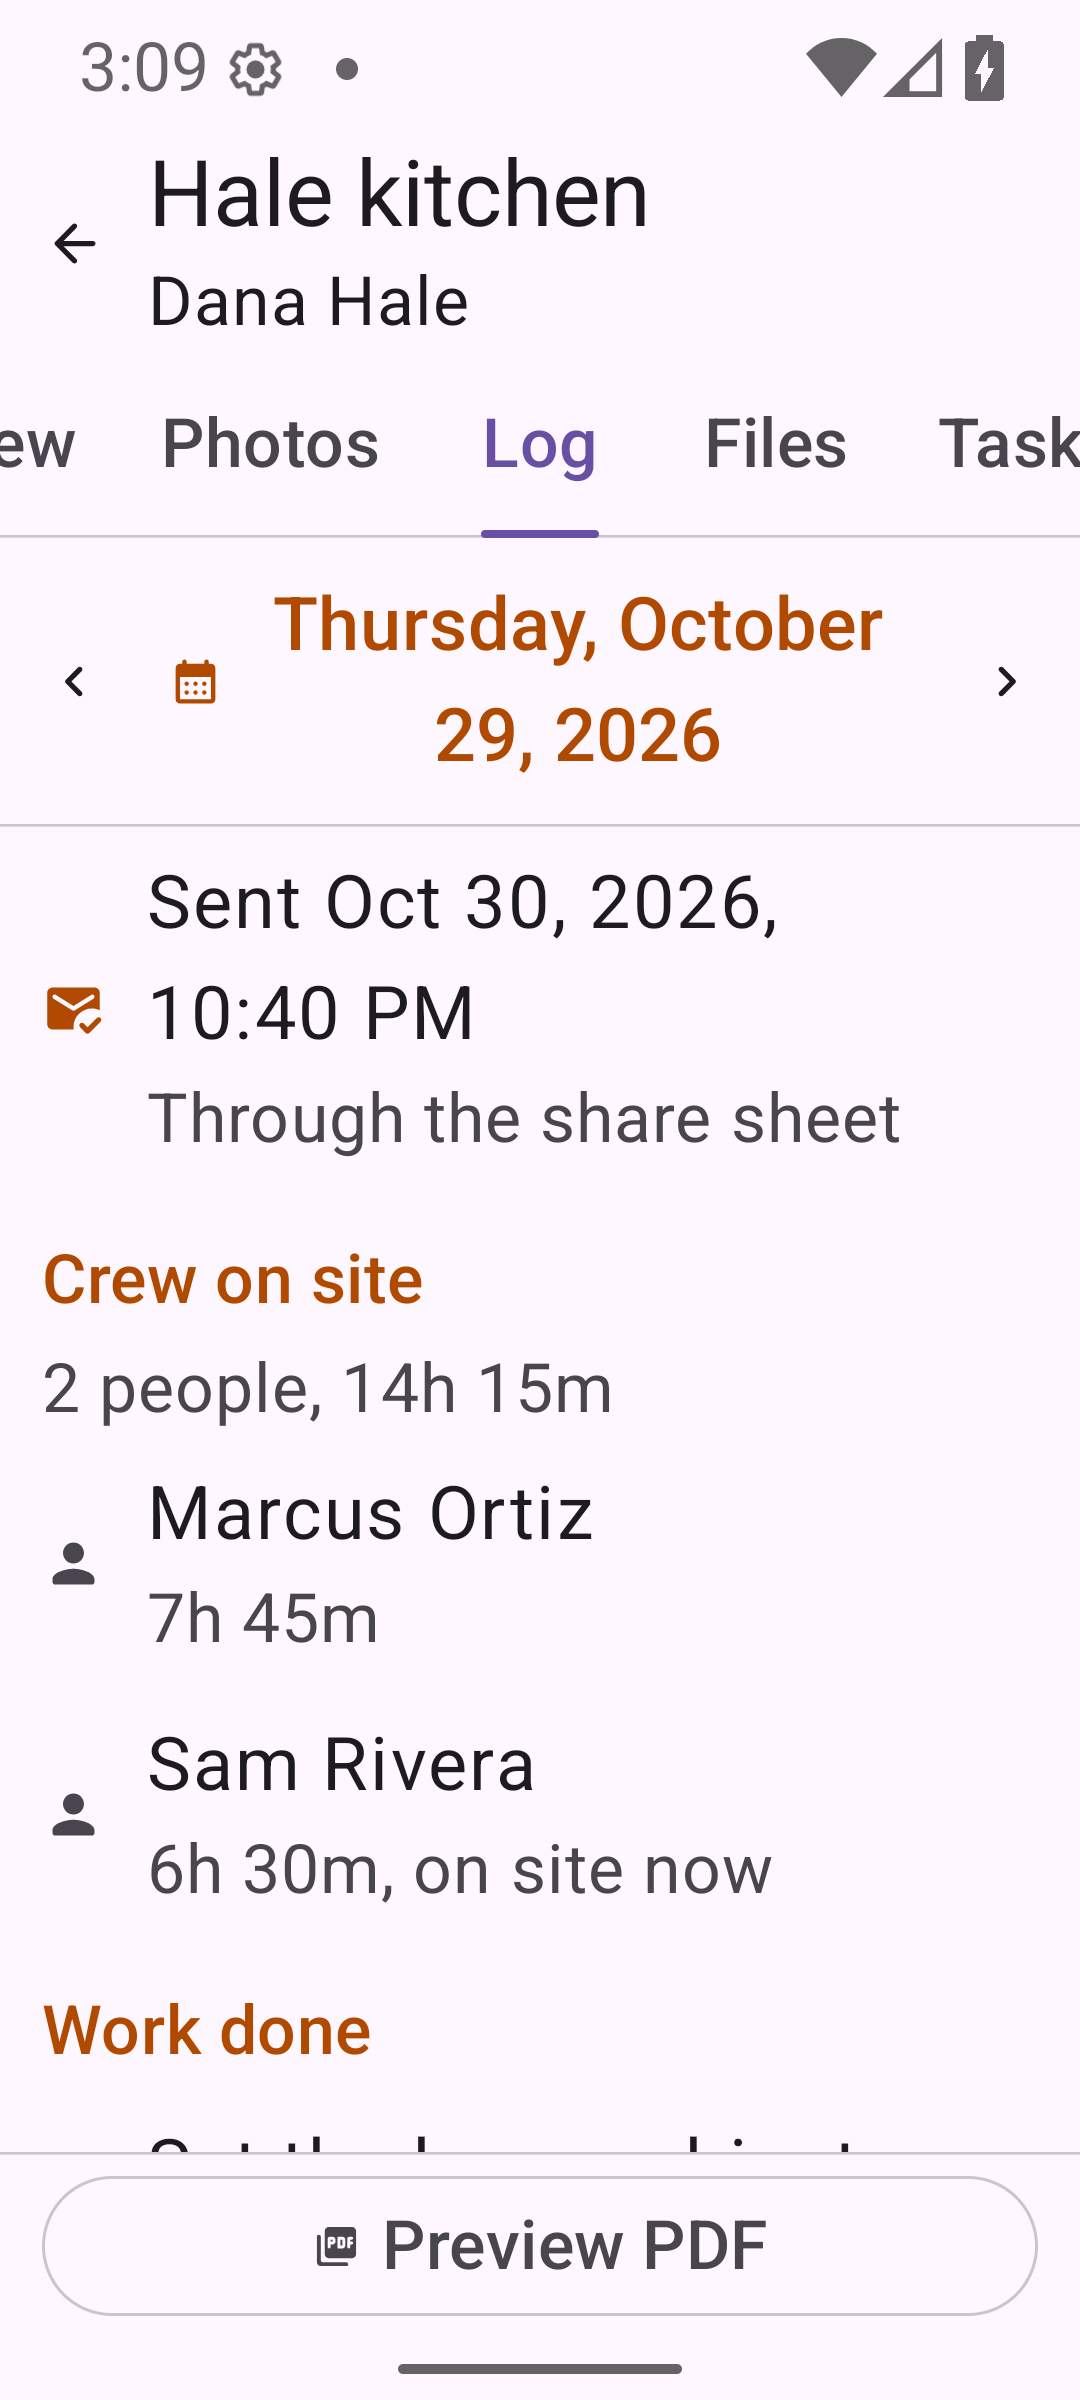 3:09
Hale kitchen
Dana Hale
ew Photos Log Files Task
Thursday, October
29, 2026
Sent Oct 30, 2026,
10:40 PM
Through the share sheet
Crew on site
2 people, 14h 15m
Marcus Ortiz
7h 45m
Sam Rivera
6h 30m, on site now
Work done
PDF Preview PDF